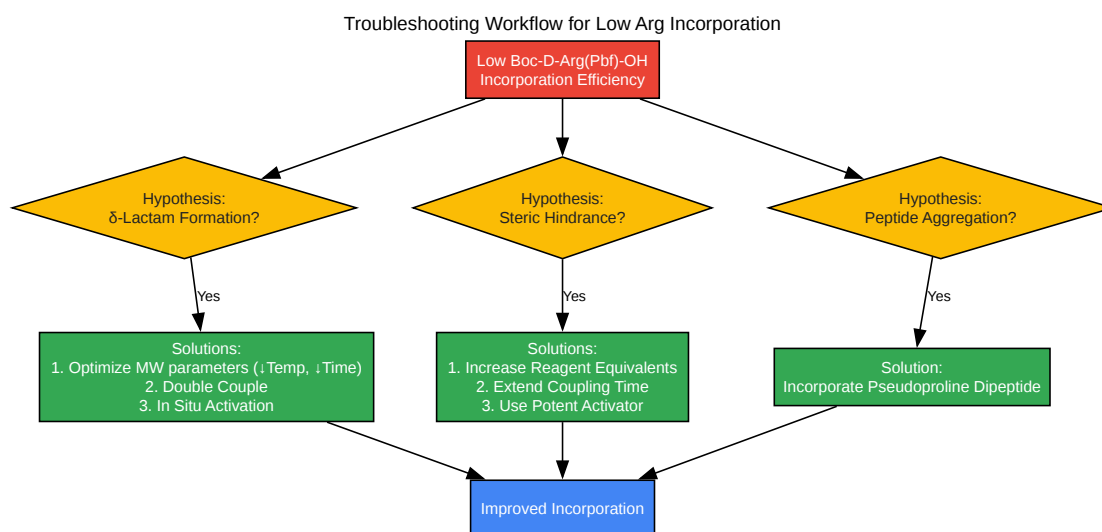 Troubleshooting Workflow for Low Arg Incorporation
Low Boc-D-Arg(Pbf)-OH
Incorporation Efficiency
Hypothesis:
δ-Lactam Formation?
Hypothesis:
Steric Hindrance?
Hypothesis:
Peptide Aggregation?
Yes
Yes
Yes
Solutions:
1. Optimize MW parameters (↓Temp, ↓Time)
2. Double Couple
3. In Situ Activation
Solutions:
1. Increase Reagent Equivalents
2. Extend Coupling Time
3. Use Potent Activator
Solution:
Incorporate Pseudoproline Dipeptide
Improved Incorporation